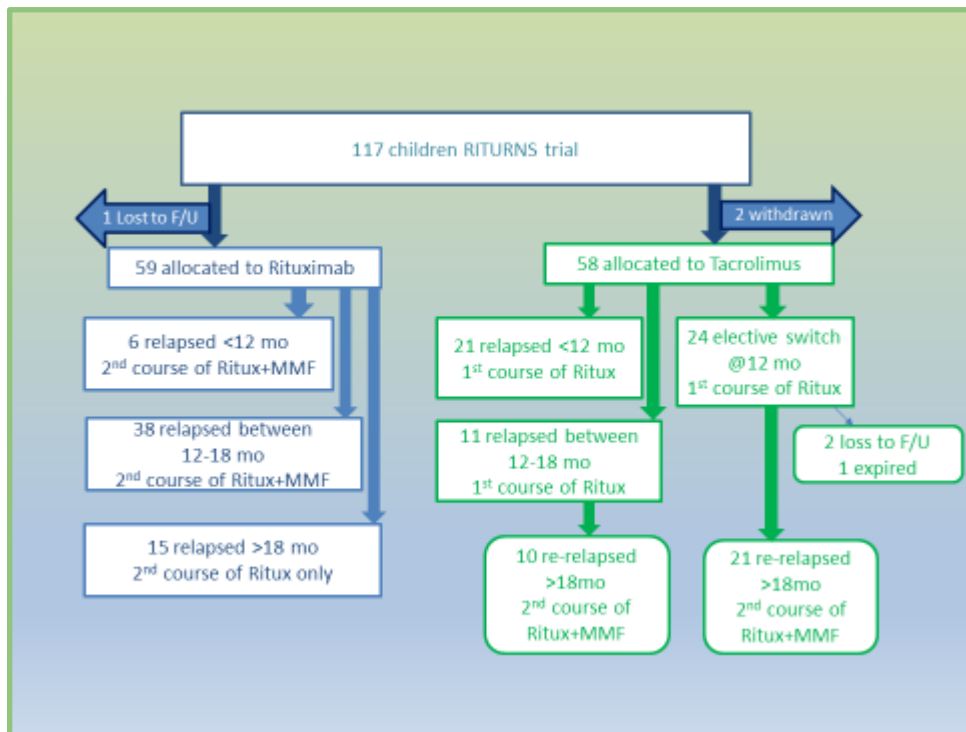 117 children RITURNS trial
1 Lost to F/U
2 withdrawn
59 allocated to Rituximab
58 allocated to Tacrolimus
6 relapsed <12 mo
2nd course of Ritux+MMF
21 relapsed <12 mo
1st course of Ritux
24 elective switch
@12 mo
1st course of Ritux
38 relapsed between
12-18 mo
2nd course of Ritux+MMF
11 relapsed between
12-18 mo
1st course of Ritux
2 loss to F/U
1 expired
15 relapsed >18 mo
2nd course of Ritux only
10 re-relapsed
>18mo
2nd course of
Ritux+MMF
21 re-relapsed
>18mo
2nd course of
Ritux+MMF